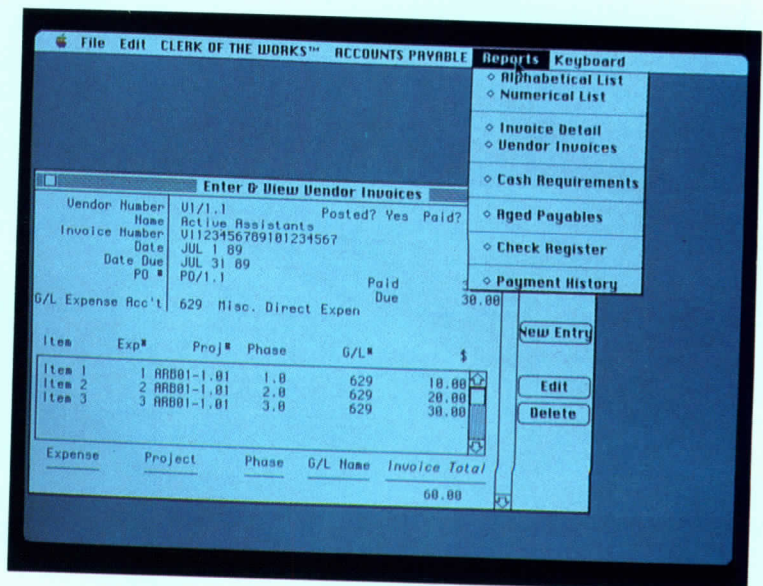 File Edit CLERK OF THE WORKS™ ACCOUNTS PAYABLE Reports Keyboard
◇ Alphabetical List
◇ Numerical List
◇ Invoice Detail
◇ Vendor Invoices
◇ Cash Requirements
◇ Aged Payables
◇ Check Register
◇ Payment History
Enter & View Vendor Invoices
Vendor Number V1/1.1 Posted? Yes Paid?
Name Active Assistants
Invoice Number V1123456789101234567
Date JUL 1 89
Date Due JUL 31 89
PO # PO/1.1 Paid
Due 30.00
G/L Expense Acc't 629 Misc. Direct Expen
New Entry
Edit
Delete
Item Exp# Proj# Phase G/L# $
Item 1 1 ARB01-1.01 1.0 629 10.00
Item 2 2 ARB01-1.01 2.0 629 20.00
Item 3 3 ARB01-1.01 3.0 629 30.00
Expense Project Phase G/L Name Invoice Total
60.00